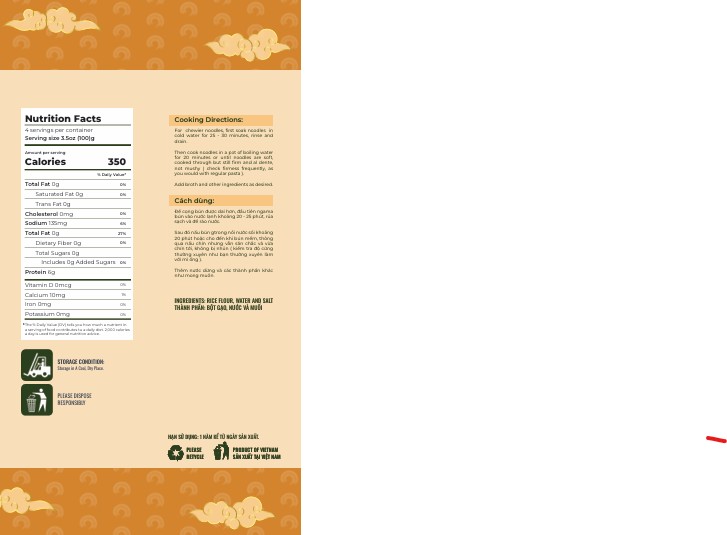 Nutrition Facts
4 servings per container
Serving size 3.5oz (100)g
Amount per serving
Calories 350
% Daily Value*
Total Fat 0g 0%
Saturated Fat 0g 0%
Trans Fat 0g
Cholesterol 0mg 0%
Sodium 135mg 6%
Total Fat 0g 27%
Dietary Fiber 0g 0%
Total Sugars 0g
Includes 0g Added Sugars 0%
Protein 6g
Vitamin D 0mcg 0%
Calcium 10mg 1%
Iron 0mg 0%
Potassium 0mg 0%
*The % Daily Value (DV) tells you how much a nutrient in
a serving of food contributes to a daily diet. 2,000 calories
a day is used for general nutrition advice.
STORAGE CONDITION:
Storage in A Cool, Dry Place.
PLEASE DISPOSE
RESPONSIBLY
Cooking Directions:
For chewier noodles, first soak noodles in
cold water for 25 - 30 minutes, rinse and
drain.
Then cook noodles in a pot of boiling water
for 20 minutes or until noodles are soft,
cooked through but still firm and al dente,
not mushy ( check firmness frequently, as
you would with regular pasta ).
Add broth and other ingredients as desired.
Cách dùng:
Để cọng bún được dai hơn, đầu tiên ngâm
bún vào nước lạnh khoảng 20 - 25 phút, rửa
sạch và để ráo nước.
Sau đó nấu bún trong nồi nước sôi khoảng
20 phút hoặc cho đến khi bún mềm, thông
qua nấu chín nhưng vẫn săn chắc và vừa
chín tới, không bị nhũn ( kiểm tra độ cứng
thường xuyên như bạn thường xuyên làm
với mì ống ).
Thêm nước dùng và các thành phần khác
như mong muốn.
INGREDIENTS: RICE FLOUR, WATER AND SALT
THÀNH PHẦN: BỘT GẠO, NƯỚC VÀ MUỐI
HẠN SỬ DỤNG: 1 NĂM KỂ TỪ NGÀY SẢN XUẤT.
PLEASE
RECYCLE
PRODUCT OF VIETNAM
SẢN XUẤT TẠI VIỆT NAM